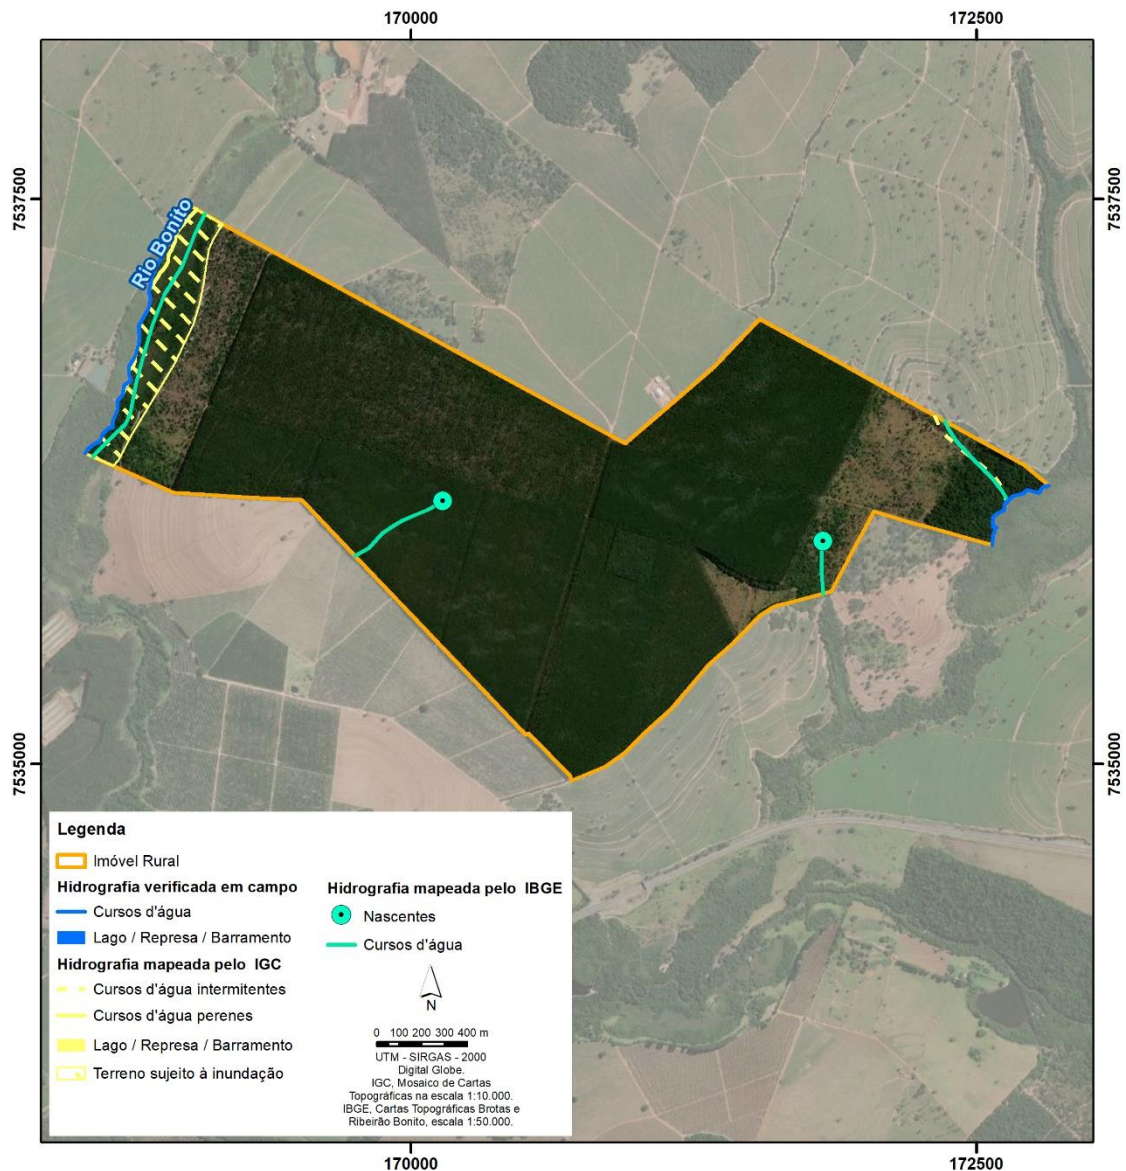 170000
172500
7537500
7537500
Rio Bonito
7535000
7535000
Legenda
Imóvel Rural
Hidrografia verificada em campo
Cursos d'água
Lago / Represa / Barramento
Hidrografia mapeada pelo IGC
Cursos d'água intermitentes
Cursos d'água perenes
Lago / Represa / Barramento
Terreno sujeito à inundação
Hidrografia mapeada pelo IBGE
Nascentes
Cursos d'água
N
0 100 200 300 400 m
UTM - SIRGAS - 2000
Digital Globe.
IGC, Mosaico de Cartas
Topográficas na escala 1:10.000.
IBGE, Cartas Topográficas Brotas e
Ribeirão Bonito, escala 1:50.000.
170000
172500